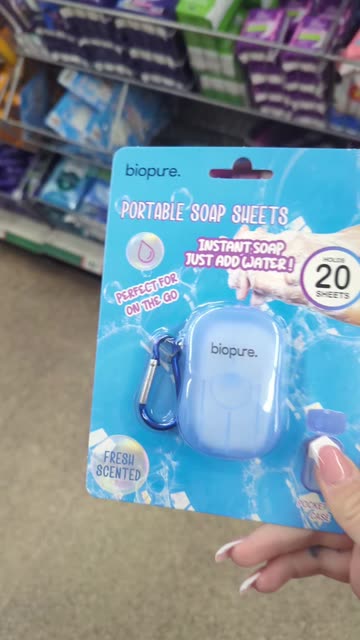 biopure.
PORTABLE SOAP SHEETS
INSTANT SOAP
JUST ADD WATER!
HOLDS
20
SHEETS
PERFECT FOR
ON THE GO
biopure.
FRESH
SCENTED